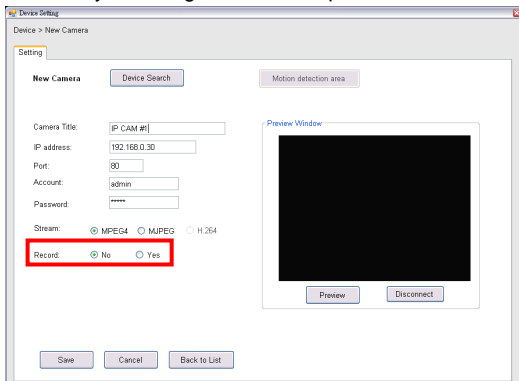 Device Setting
Device > New Camera
Setting
New Camera
Device Search
Motion detection area
Camera Title: IP CAM #1
IP address: 192.168.0.30
Port: 80
Account: admin
Password: *****
Stream: MPEG4 MJPEG H.264
Record: No Yes
Preview Window
Preview Disconnect
Save Cancel Back to List